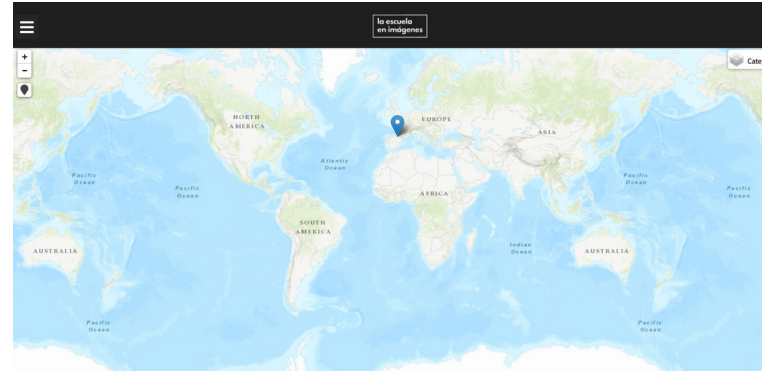 la escuela
en imágenes
+
Cate
-
NORTH
AMERICA
EUROPE
ASIA
Atlantic
Ocean
Pacific
Ocean
Pacific
Ocean
Pacific
Ocean
Pacific
Ocean
AFRICA
SOUTH
AMERICA
Indian
Ocean
AUSTRALIA
AUSTRALIA
Pacific
Ocean
Pacific
Ocean